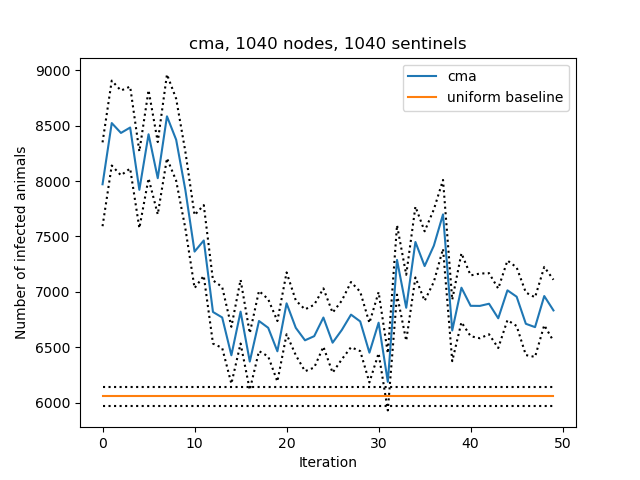 cma, 1040 nodes, 1040 sentinels
cma
uniform baseline
Number of infected animals
9000
8500
8000
7500
7000
6500
6000
0 10 20 30 40 50
Iteration